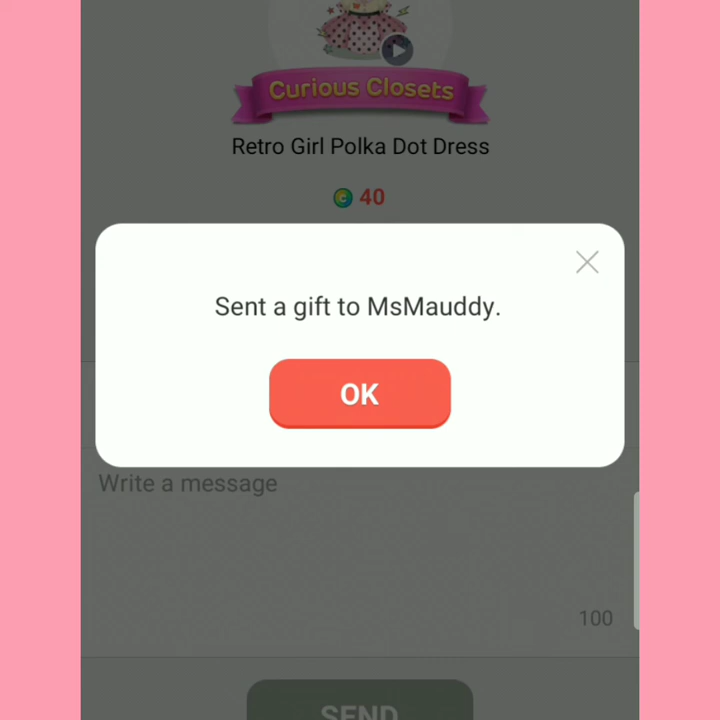 Curious Closets
Retro Girl Polka Dot Dress
C 40
Sent a gift to MsMauddy.
OK
Write a message
100
SEND